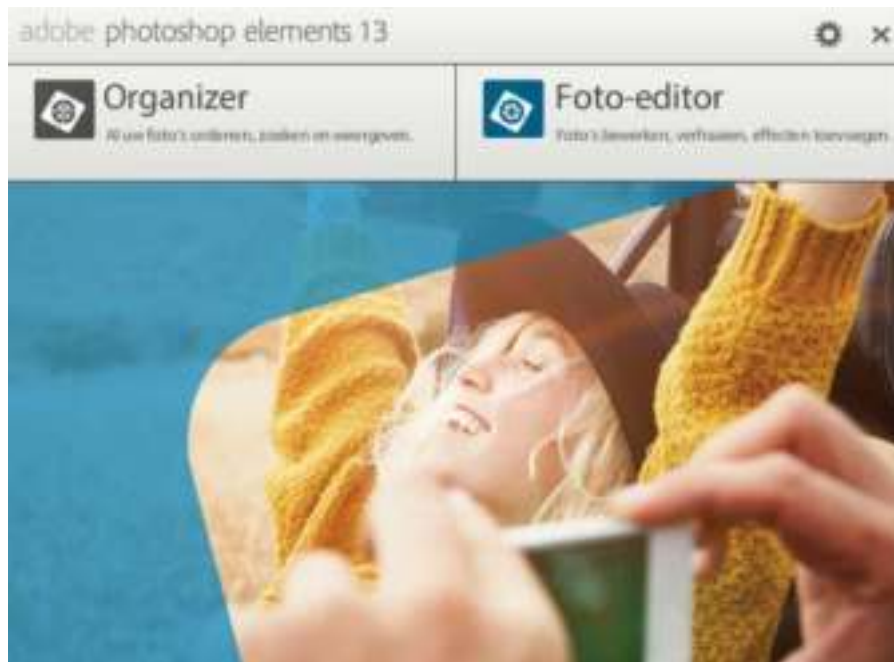 adobe photoshop elements 13
Organizer
Al uw foto's ordenen, zoeken en weergeven.
Foto-editor
Foto's bewerken, verfraaien, effecten toevoegen